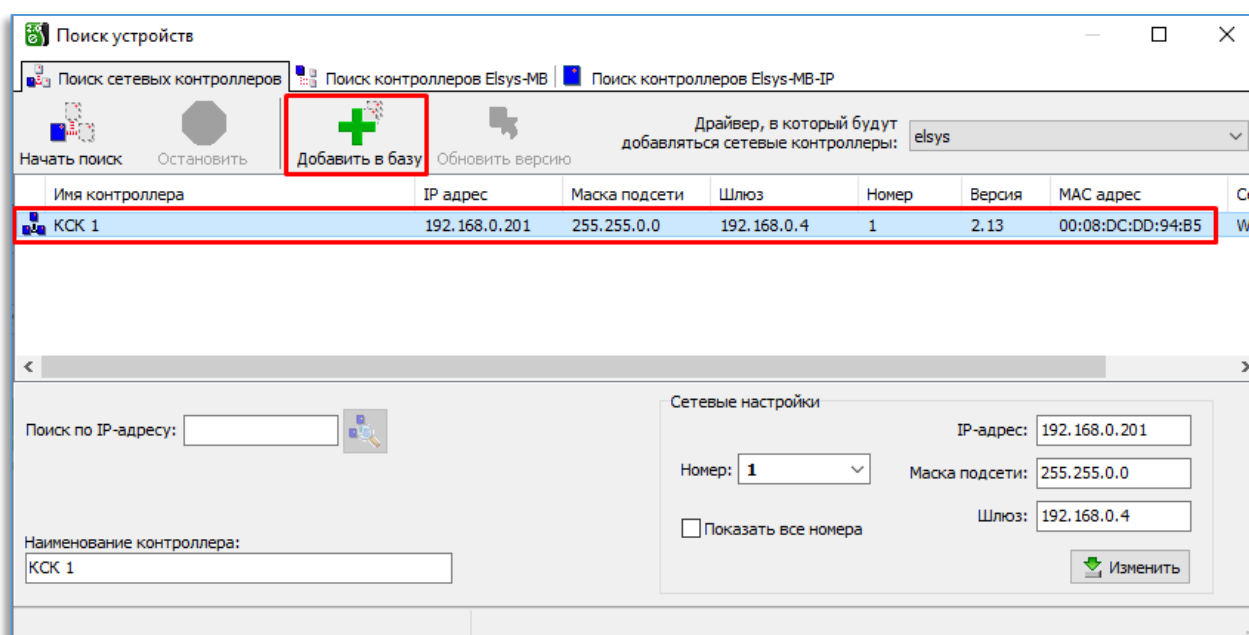 Поиск устройств
Поиск сетевых контроллеров Поиск контроллеров Elsys-MB Поиск контроллеров Elsys-MB-IP
Начать поиск Остановить Добавить в базу Обновить версию
Драйвер, в который будут
добавляться сетевые контроллеры: elsys
Имя контроллера IP адрес Маска подсети Шлюз Номер Версия MAC адрес
КСК 1 192.168.0.201 255.255.0.0 192.168.0.4 1 2.13 00:08:DC:DD:94:B5
Поиск по IP-адресу:
Наименование контроллера:
КСК 1
Сетевые настройки
IP-адрес: 192.168.0.201
Номер: 1
Маска подсети: 255.255.0.0
Шлюз: 192.168.0.4
Показать все номера
Изменить